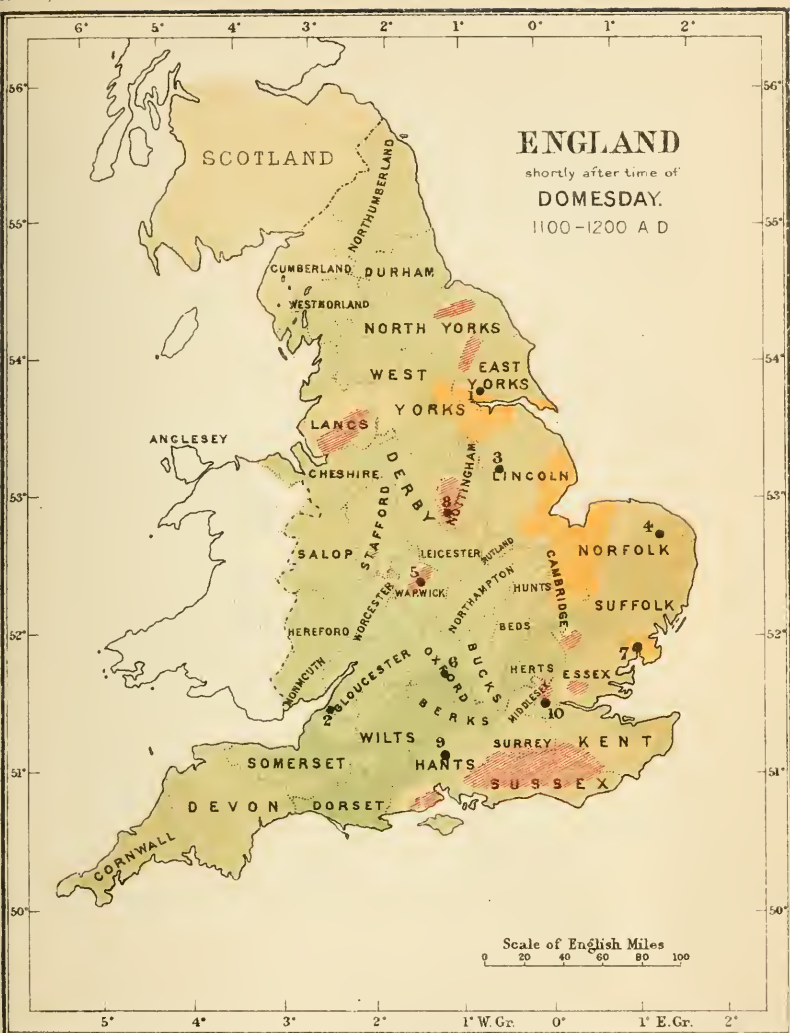 6° 5° 4° 3° 2° 1° 0° 1° 2°
56° 56°
ENGLAND
shortly after time of
DOMESDAY.
1100-1200 A D
SCOTLAND
NORTHUMBERLAND
55° 55°
CUMBERLAND DURHAM
WESTMORLAND
NORTH YORKS
54° 54°
WEST YORKS
EAST YORKS
1
LANCS
ANGLESEY
CHESHIRE
DERBY
NOTTINGHAM
3
LINCOLN
53° 53°
8
4
STAFFORD
SALOP
LEICESTER
RUTLAND
NORFOLK
5
WARWICK
WORCESTER
NORTHAMPTON
HUNTS
CAMBRIDGE
SUFFOLK
52° 52°
HEREFORD
BEDS
7
MONMOUTH
GLOUCESTER
OXFORD
6
BUCKS
HERTS
ESSEX
MIDDLESEX
10
2
BERKS
WILTS
9
HANTS
SURREY
KENT
51° 51°
SOMERSET
SUSSEX
DEVON
DORSET
CORNWALL
50° 50°
Scale of English Miles
0 20 40 60 80 100
5° 4° 3° 2° 1° W. Gr. 0° 1° E. Gr. 2°